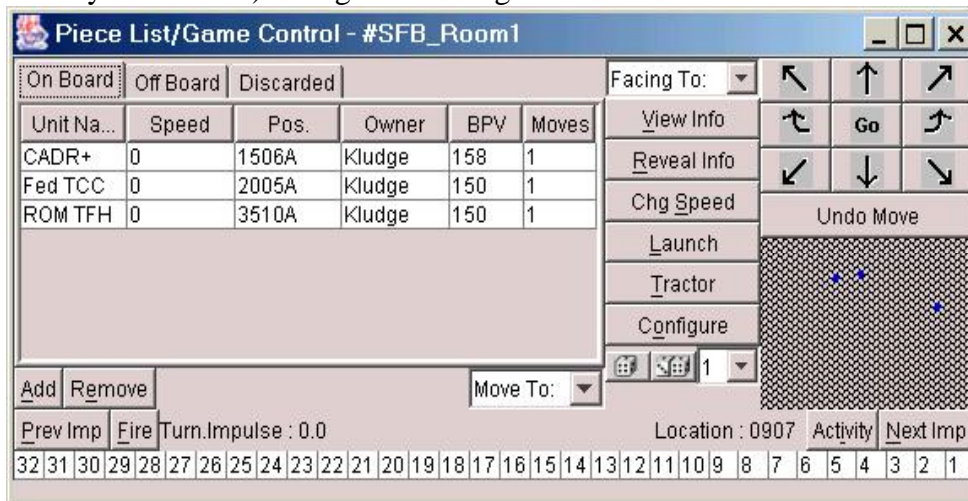 Piece List/Game Control - #SFB_Room1
On Board Off Board Discarded Facing To:
Unit Na... Speed Pos. Owner BPV Moves View Info Go
CADR+ 0 1506A Kludge 158 1 Reveal Info
Fed TCC 0 2005A Kludge 150 1 Chg Speed
ROM TFH 0 3510A Kludge 150 1 Undo Move
Launch
Tractor
Configure
1
Add Remove Move To:
Prev Imp Fire Turn.Impulse : 0.0 Location : 0907 Activity Next Imp
32 31 30 29 28 27 26 25 24 23 22 21 20 19 18 17 16 15 14 13 12 11 10 9 8 7 6 5 4 3 2 1